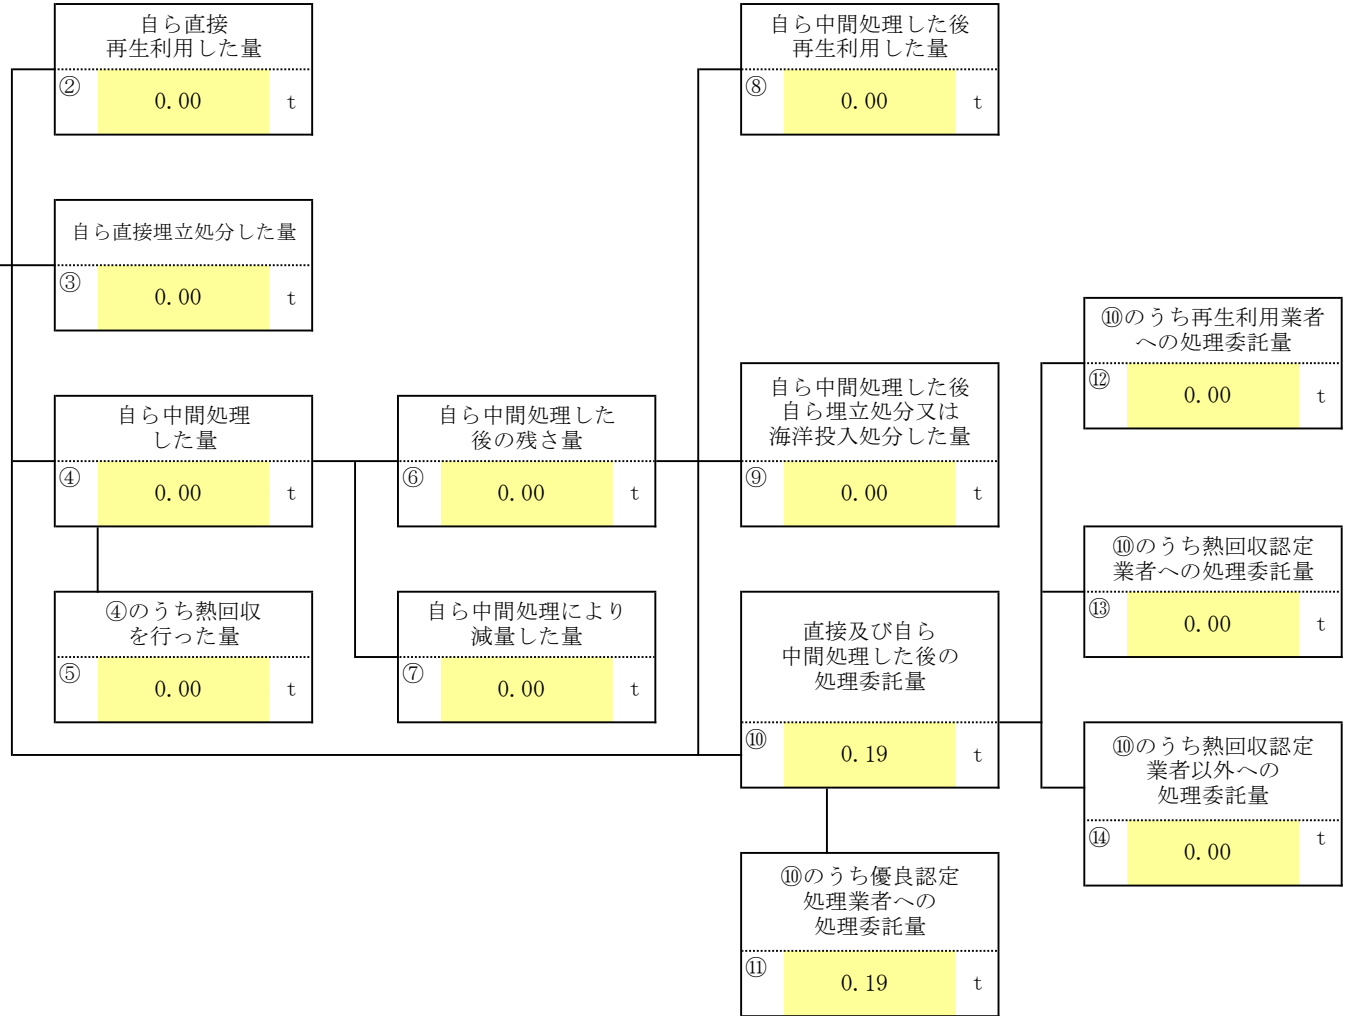 自ら直接
再生利用した量
② 0.00 t
自ら中間処理した後
再生利用した量
⑧ 0.00 t
自ら直接埋立処分した量
③ 0.00 t
⑩のうち再生利用業者
への処理委託量
⑫ 0.00 t
自ら中間処理
した量
④ 0.00 t
自ら中間処理した
後の残さ量
⑥ 0.00 t
自ら中間処理した後
自ら埋立処分又は
海洋投入処分した量
⑨ 0.00 t
⑩のうち熱回収認定
業者への処理委託量
⑬ 0.00 t
④のうち熱回収
を行った量
⑤ 0.00 t
自ら中間処理により
減量した量
⑦ 0.00 t
直接及び自ら
中間処理した後の
処理委託量
⑩ 0.19 t
⑩のうち熱回収認定
業者以外への
処理委託量
⑭ 0.00 t
⑩のうち優良認定
処理業者への
処理委託量
⑪ 0.19 t